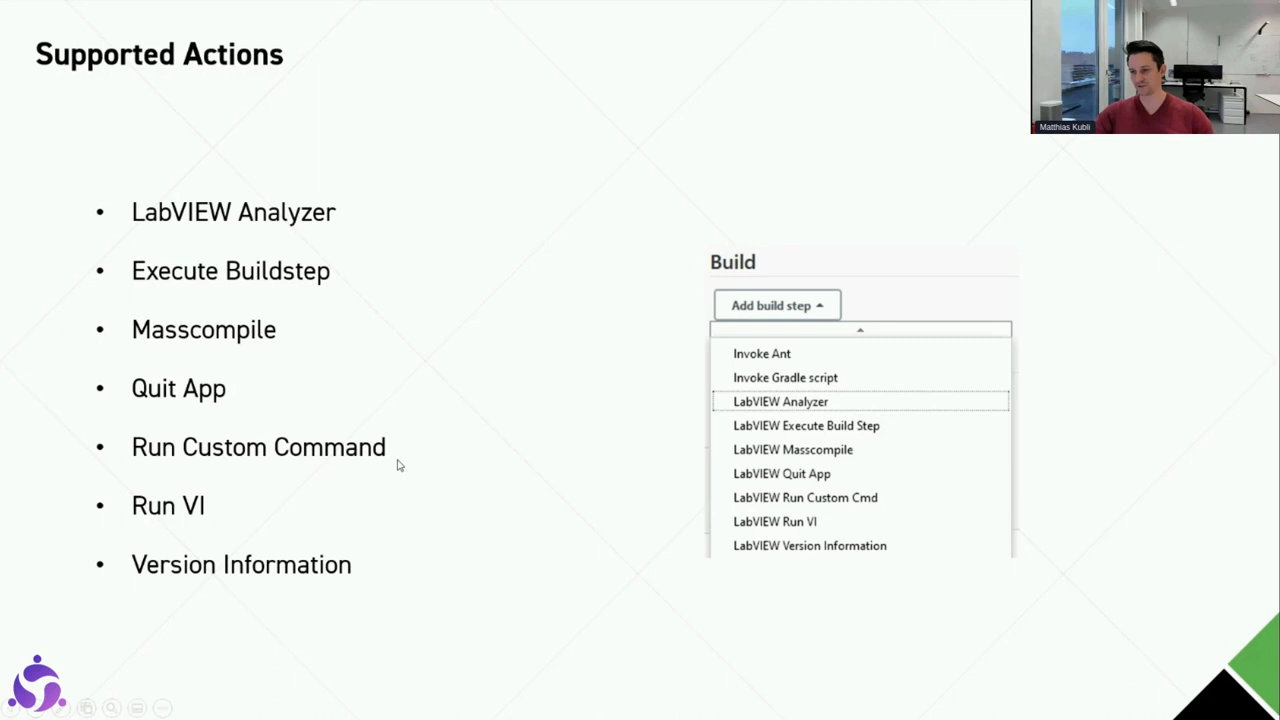 Supported Actions
Matthias Kubli
• LabVIEW Analyzer
• Execute Buildstep
• Masscompile
• Quit App
• Run Custom Command
• Run VI
• Version Information
Build
Add build step
Invoke Ant
Invoke Gradle script
LabVIEW Analyzer
LabVIEW Execute Build Step
LabVIEW Masscompile
LabVIEW Quit App
LabVIEW Run Custom Cmd
LabVIEW Run VI
LabVIEW Version Information